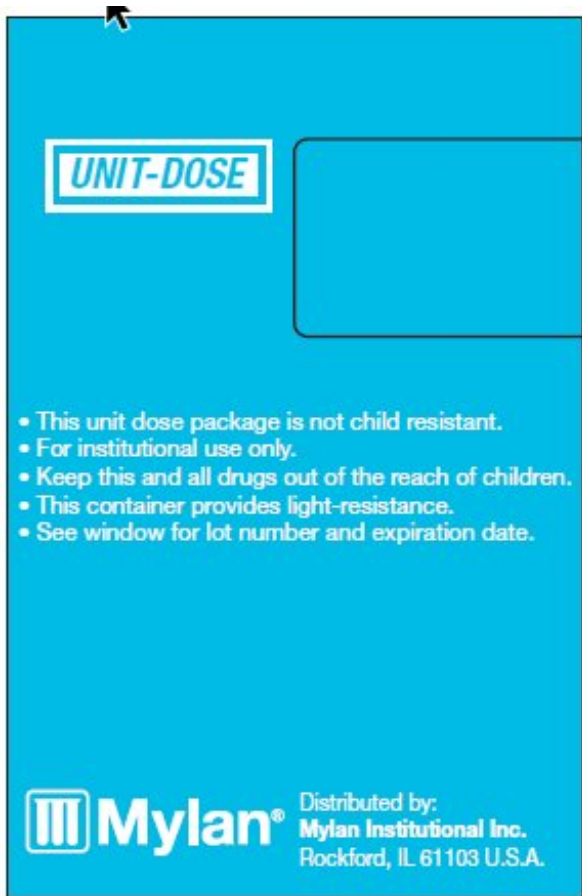 UNIT-DOSE
• This unit dose package is not child resistant.
• For institutional use only.
• Keep this and all drugs out of the reach of children.
• This container provides light-resistance.
• See window for lot number and expiration date.
Mylan®
Distributed by:
Mylan Institutional Inc.
Rockford, IL 61103 U.S.A.